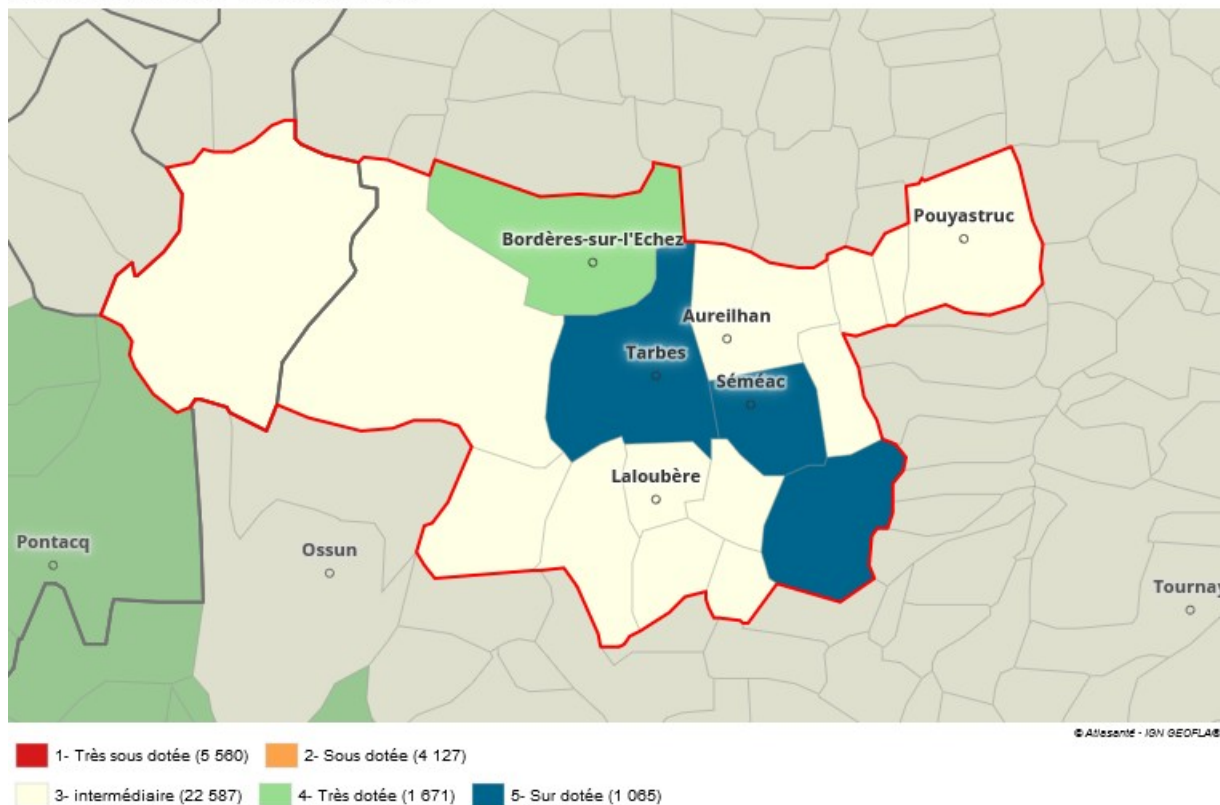 Pouyastruc
Bordères-sur-l'Echez
Aureilhan
Tarbes
Séméac
Laloubère
Pontacq
Ossun
Tournay
© Atlasanté - IGN GEOFLA®
1- Très sous dotée (5 560)
2- Sous dotée (4 127)
3- intermédiaire (22 587)
4- Très dotée (1 671)
5- Sur dotée (1 065)